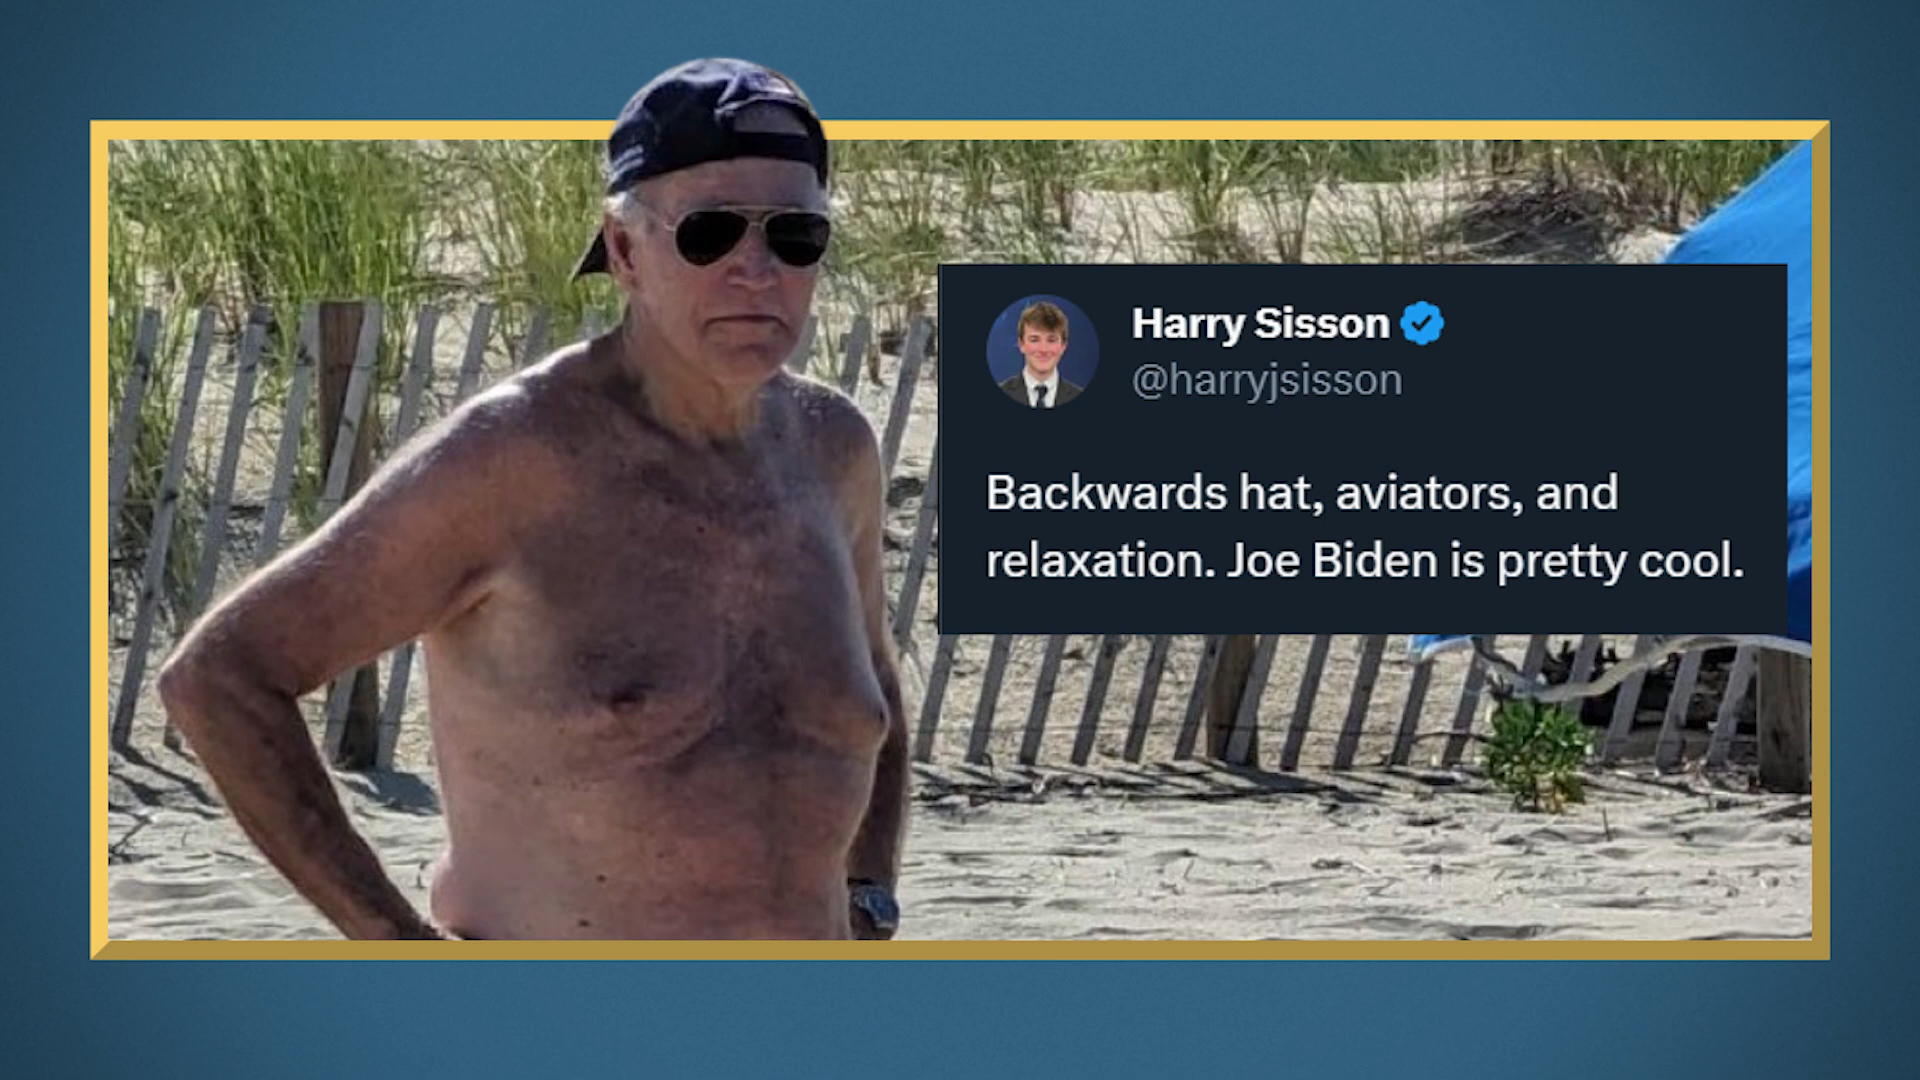 Harry Sisson
@harryjsisson
Backwards hat, aviators, and
relaxation. Joe Biden is pretty cool.